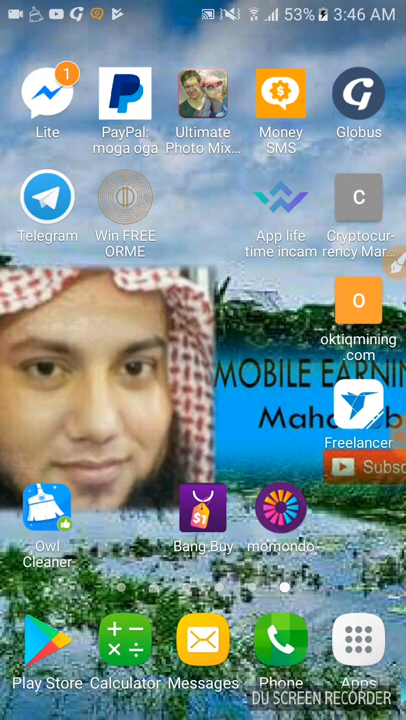 53% 3:46 AM
1
Lite
PayPal:
moga oga
Ultimate
Photo Mix...
Money
SMS
G
Globus
Telegram
Win FREE
ORME
App life
time incam
C
Cryptocur-
rency Mar...
O
oktiqmining
.com
MOBILE EARNIN
Freelancer
Subsc
$1
Owl
Cleaner
Bang Buy
momondo
Play Store
Calculator
Messages
Phone
Apps
DU SCREEN RECORDER